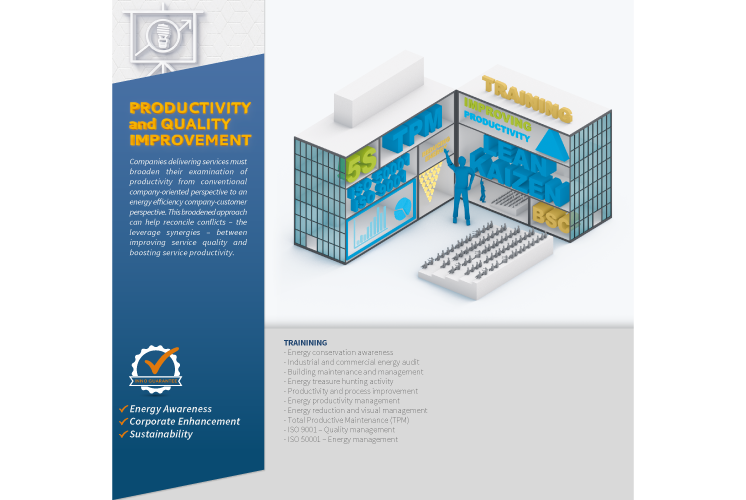 PRODUCTIVITY
and QUALITY
IMPROVEMENT
Companies delivering services must
broaden their examination of
productivity from conventional
company-oriented perspective to an
energy efficiency company-customer
perspective. This broadened approach
can help reconcile conflicts – the
leverage synergies – between
improving service quality and
boosting service productivity.
Energy Awareness
Corporate Enhancement
Sustainability
TRAINING
IMPROVING
PRODUCTIVITY
5S
TPM
LEAN
KAIZEN
BSC
TRAINING
- Energy conservation awareness
- Industrial and commercial energy audit
- Building maintenance and management
- Energy treasure hunting activity
- Productivity and process improvement
- Energy productivity management
- Energy reduction and visual management
- Total Productive Maintenance (TPM)
- ISO 9001 – Quality management
- ISO 50001 – Energy management